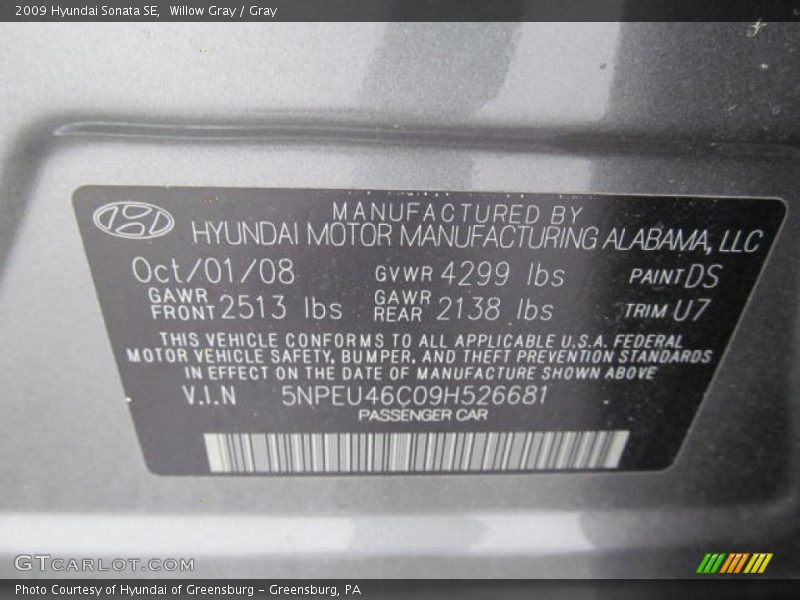 2009 Hyundai Sonata SE, Willow Gray / Gray
MANUFACTURED BY
HYUNDAI MOTOR MANUFACTURING ALABAMA, LLC
Oct/01/08 GVWR 4299 lbs PAINT DS
GAWR FRONT 2513 lbs GAWR REAR 2138 lbs TRIM U7
THIS VEHICLE CONFORMS TO ALL APPLICABLE U.S.A. FEDERAL
MOTOR VEHICLE SAFETY, BUMPER, AND THEFT PREVENTION STANDARDS
IN EFFECT ON THE DATE OF MANUFACTURE SHOWN ABOVE
V.I.N 5NPEU46C09H526681
PASSENGER CAR
GTCARLOT.COM
Photo Courtesy of Hyundai of Greensburg - Greensburg, PA